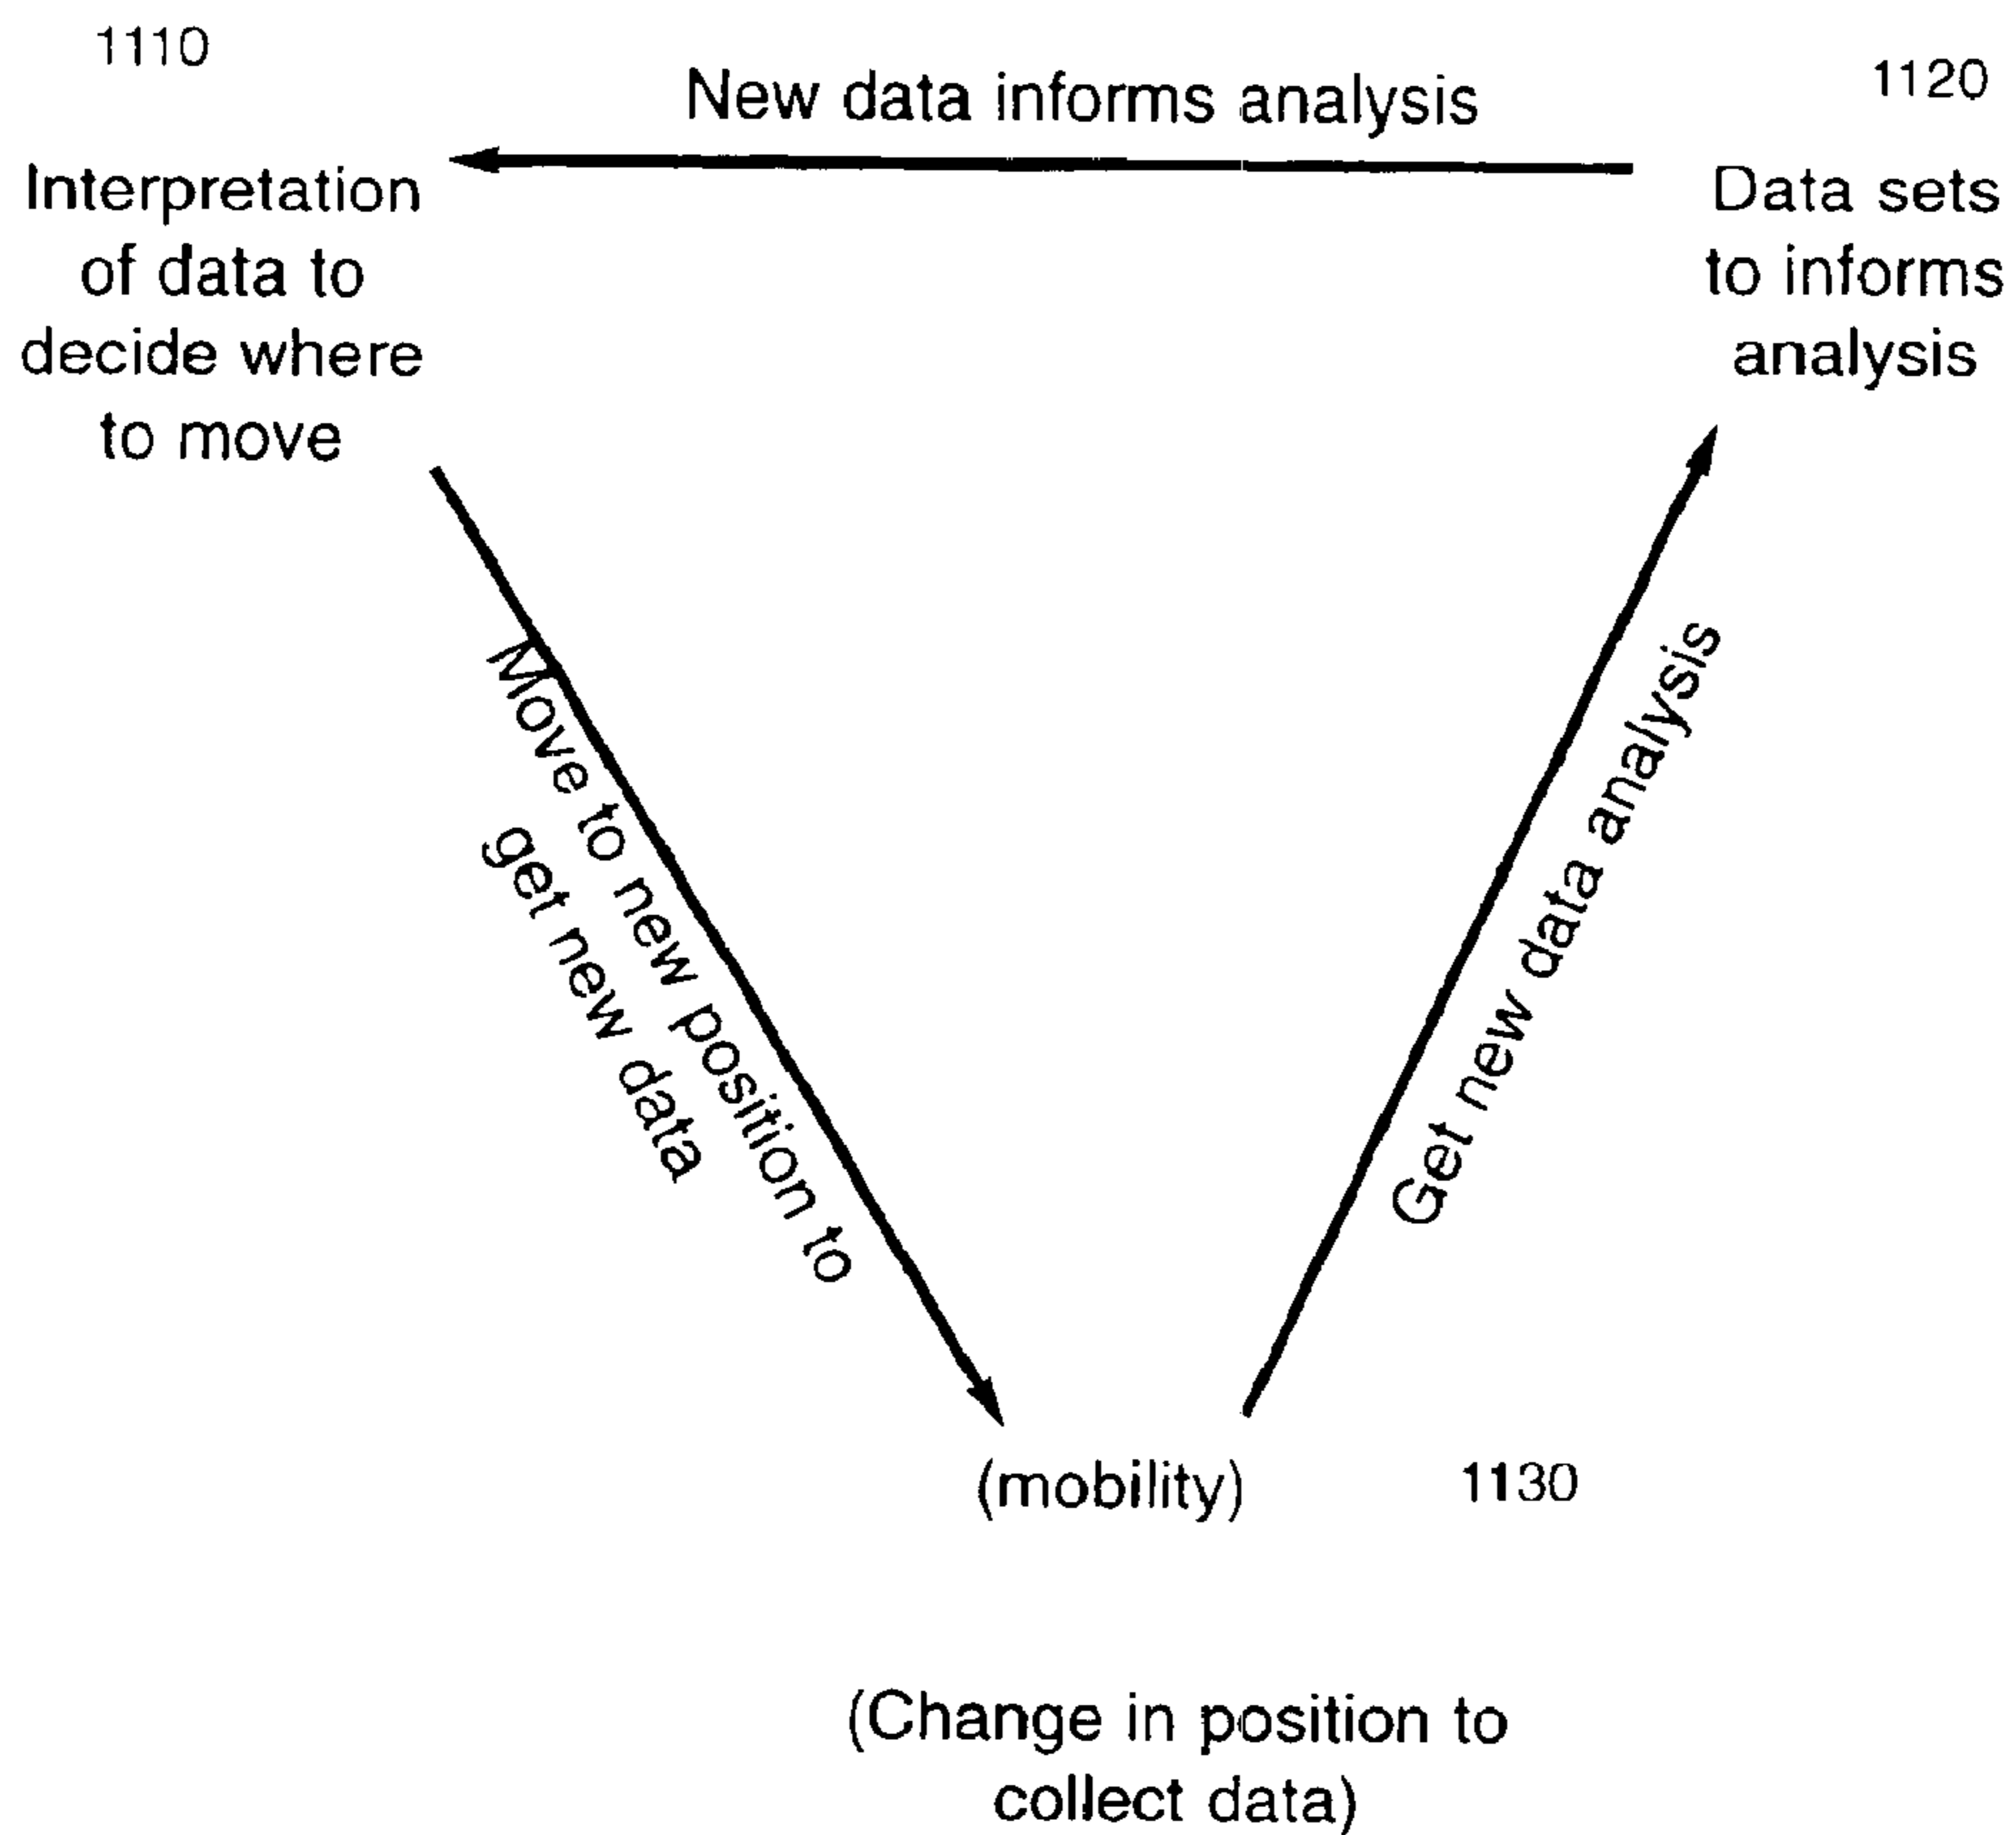 1110
New data informs analysis
1120
Interpretation
of data to
decide where
to move
Data sets
to informs
analysis
Move to new position to
get new data
Get new data analysis
(mobility)
1130
(Change in position to
collect data)